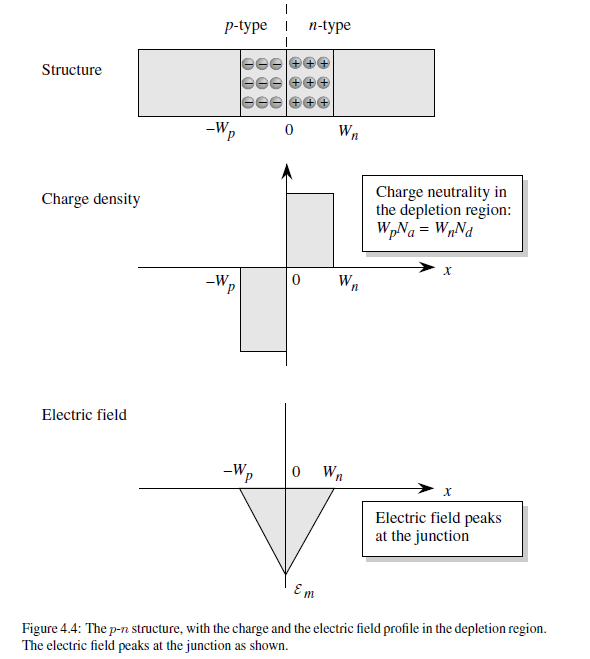 p-type n-type
Structure
−Wp 0 Wn
Charge density
Charge neutrality in
the depletion region:
WpNa = WnNd
−Wp 0 Wn x
Electric field
−Wp 0 Wn
x
Electric field peaks
at the junction
ℰm
Figure 4.4: The p-n structure, with the charge and the electric field profile in the depletion region.
The electric field peaks at the junction as shown.